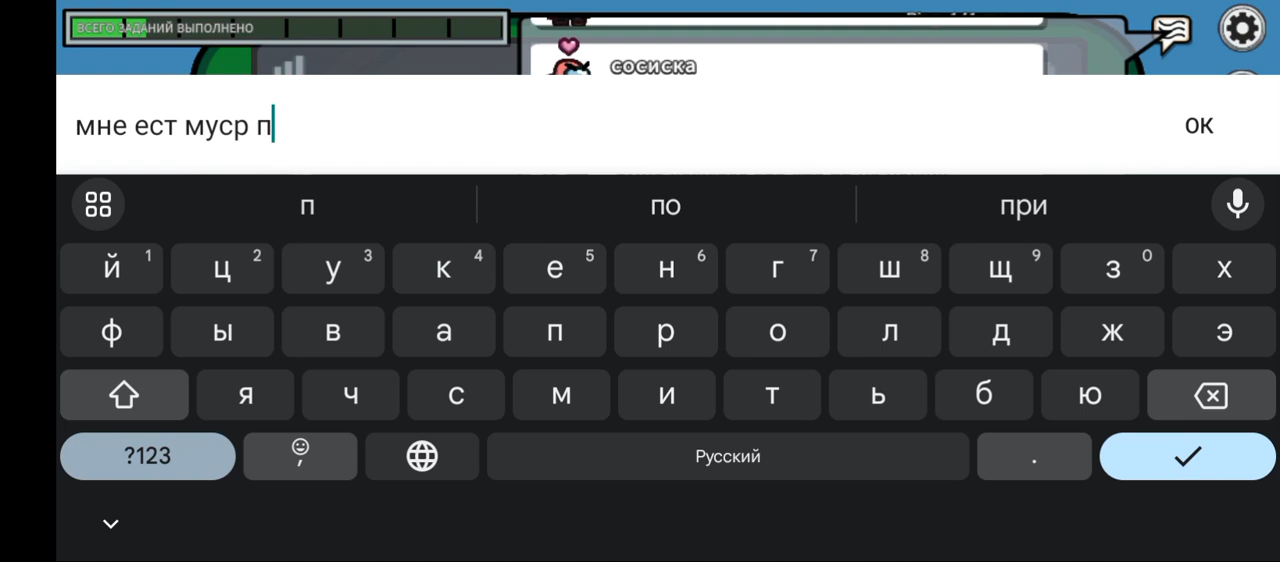 ВСЕГО ЗАДАНИЙ ВЫПОЛНЕНО
сосиска
мне ест муср п
ОК
п по при
й 1 ц 2 у 3 к 4 е 5 н 6 г 7 ш 8 щ 9 з 0 х
ф ы в а п р о л д ж э
я ч с м и т ь б ю
?123 , Русский .